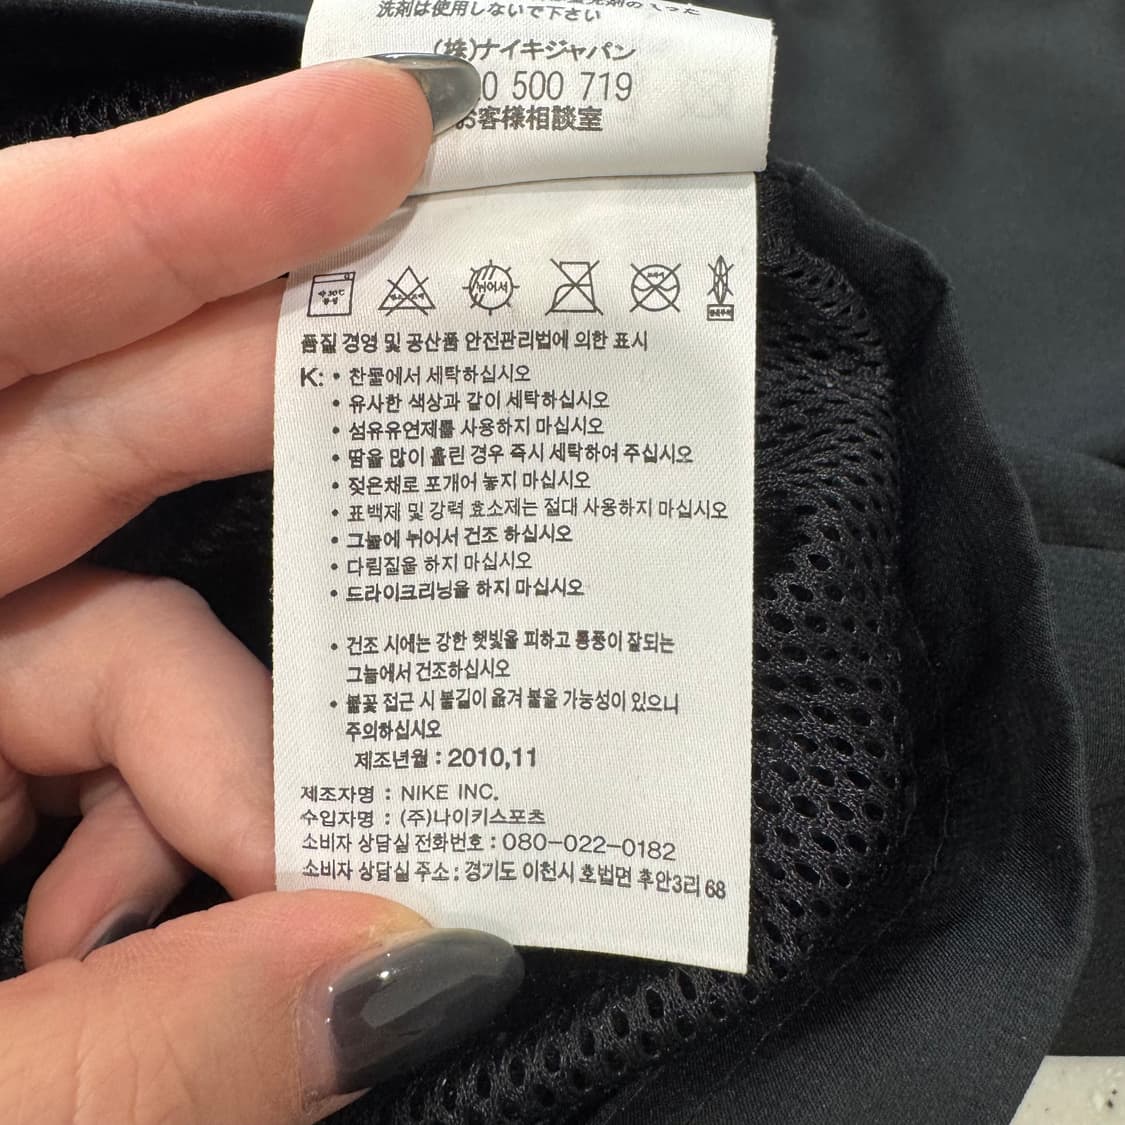 洗剤は使用しないで下さい
(株)ナイキジャパン
0 500 719
お客様相談室
약30℃
중성
뉘어서
품질 경영 및 공산품 안전관리법에 의한 표시
K: • 찬물에서 세탁하십시오
• 유사한 색상과 같이 세탁하십시오
• 섬유유연제를 사용하지 마십시오
• 땀을 많이 흘린 경우 즉시 세탁하여 주십시오
• 젖은채로 포개어 놓지 마십시오
• 표백제 및 강력 효소제는 절대 사용하지 마십시오
• 그늘에 뉘어서 건조 하십시오
• 다림질을 하지 마십시오
• 드라이크리닝을 하지 마십시오
• 건조 시에는 강한 햇빛을 피하고 통풍이 잘되는
그늘에서 건조하십시오
• 불꽃 접근 시 불길이 옮겨 붙을 가능성이 있으니
주의하십시오
제조년월 : 2010,11
제조자명 : NIKE INC.
수입자명 : (주)나이키스포츠
소비자 상담실 전화번호 : 080-022-0182
소비자 상담실 주소 : 경기도 이천시 호법면 후안3리 68